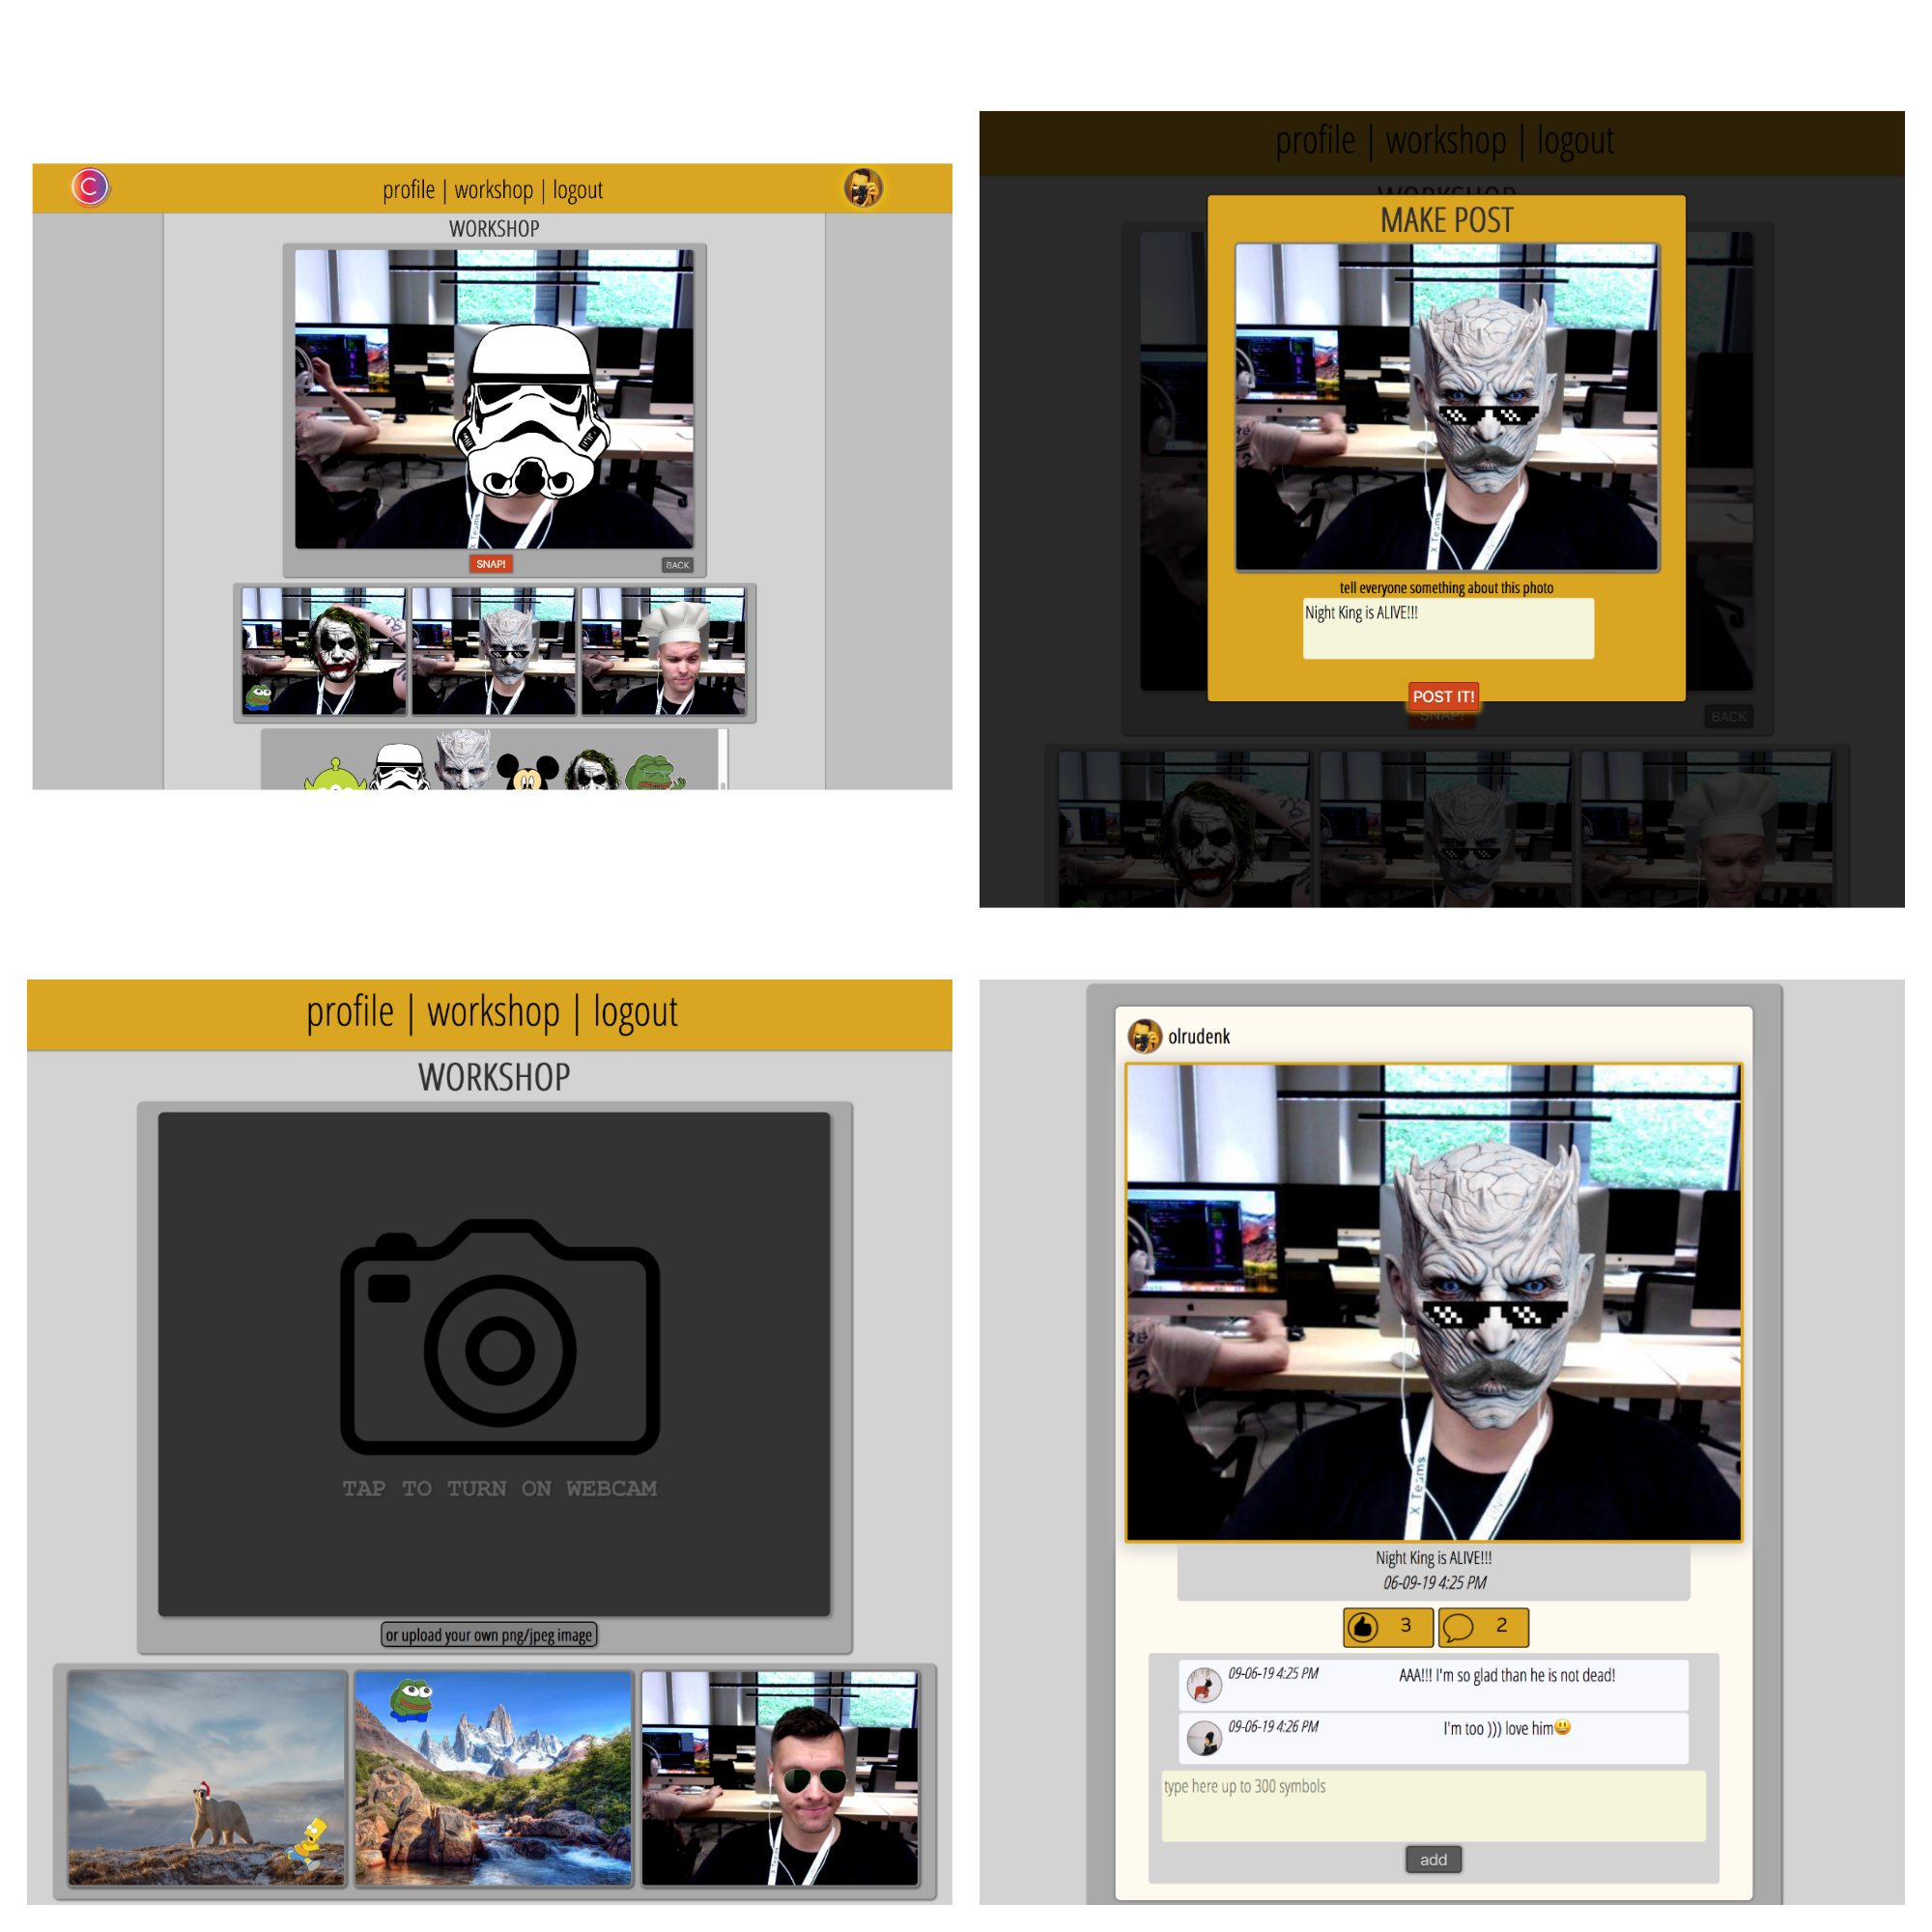 C
profile | workshop | logout
WORKSHOP
SNAP!
BACK
profile | workshop | logout
WORKSHOP
MAKE POST
X Teams
tell everyone something about this photo
Night King is ALIVE!!!
POST IT!
SNAP!
BACK
profile | workshop | logout
WORKSHOP
TAP TO TURN ON WEBCAM
or upload your own png/jpeg image
olrudenk
X Teams
Night King is ALIVE!!!
06-09-19 4:25 PM
3
2
09-06-19 4:25 PM AAA!!! I'm so glad than he is not dead!
09-06-19 4:26 PM I'm too ))) love him😃
type here up to 300 symbols
add